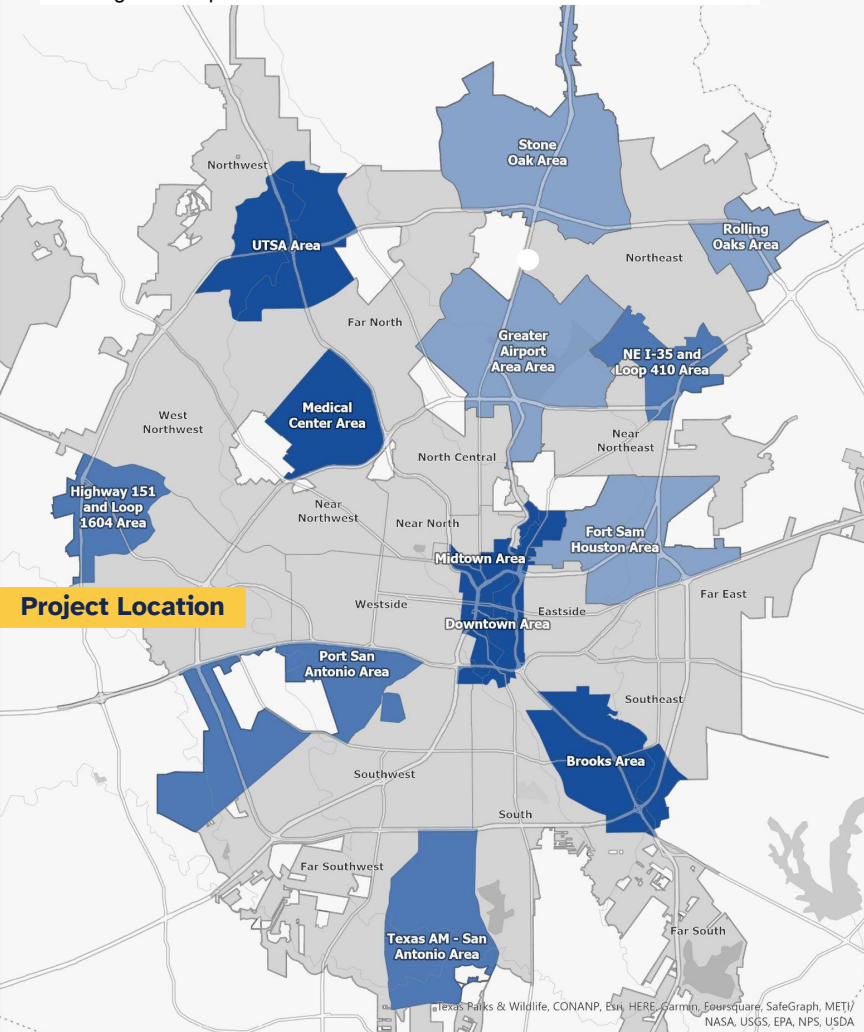 Stone
Oak Area
Northwest
UTSA Area
Rolling
Oaks Area
Northeast
Far North
Greater
Airport
Area Area
NE I-35 and
Loop 410 Area
Medical
Center Area
West
Northwest
Near
Northeast
North Central
Highway 151
and Loop
1604 Area
Near
Northwest
Near North
Fort Sam
Houston Area
Midtown Area
Far East
Project Location
Westside
Eastside
Downtown Area
Port San
Antonio Area
Southeast
Brooks Area
Southwest
South
Far Southwest
Far South
Texas AM - San
Antonio Area
Texas Parks & Wildlife, CONANP, Esri, HERE, Garmin, Foursquare, SafeGraph, METI/
NASA, USGS, EPA, NPS, USDA